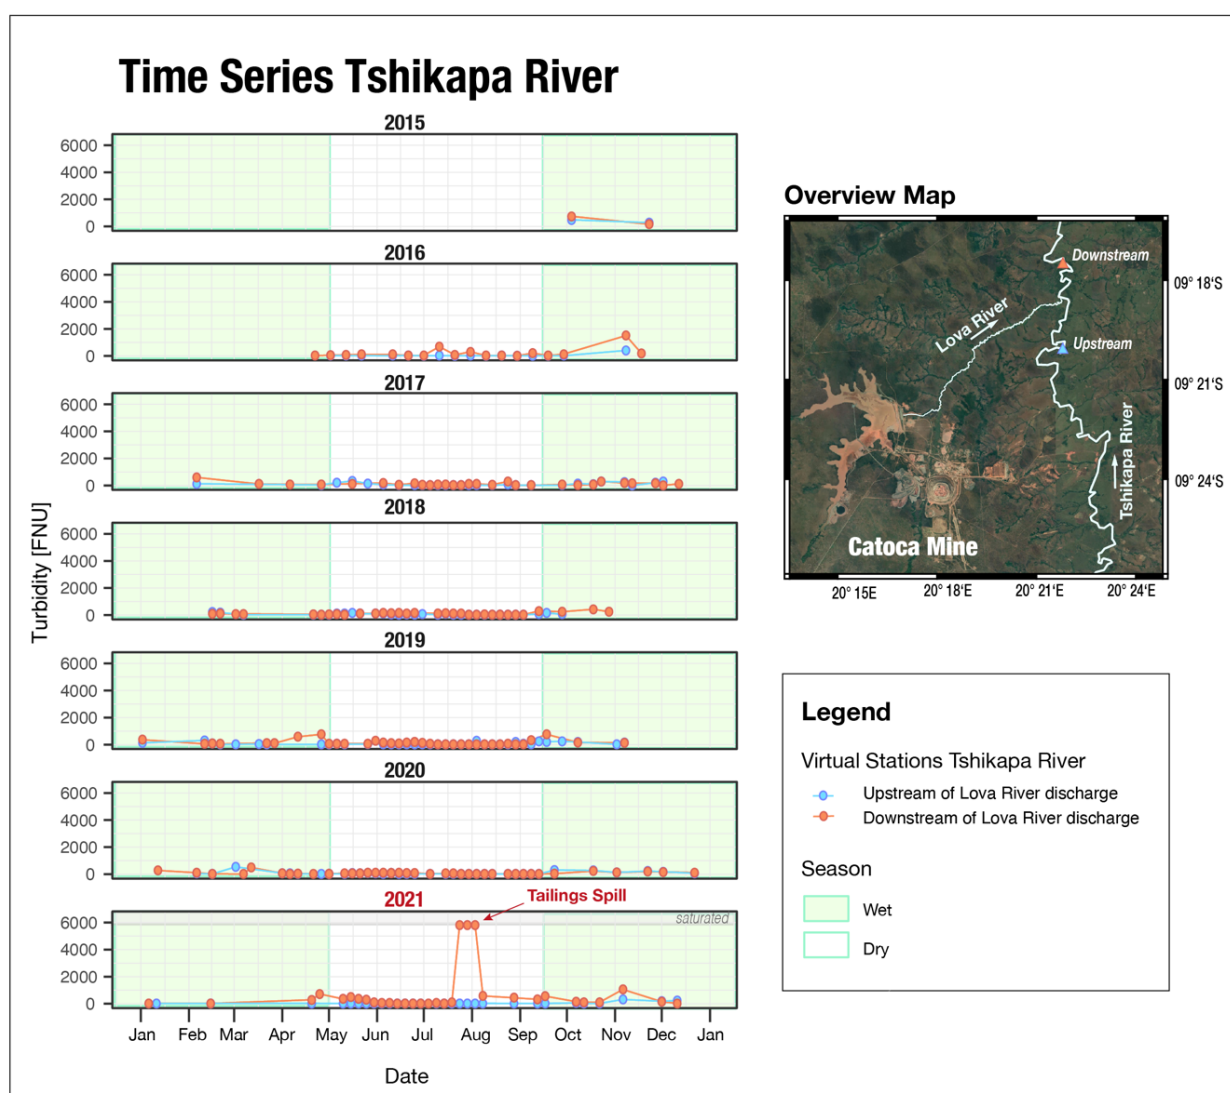 Time Series Tshikapa River
2015
6000
4000
2000
0
2016
6000
4000
2000
0
2017
6000
4000
2000
0
2018
6000
4000
2000
0
2019
6000
4000
2000
0
2020
6000
4000
2000
0
2021
Tailings Spill
saturated
6000
4000
2000
0
Jan Feb Mar Apr May Jun Jul Aug Sep Oct Nov Dec Jan
Date
Turbidity [FNU]
Overview Map
Downstream
09° 18'S
Lova River
Upstream
09° 21'S
Tshikapa River
09° 24'S
Catoca Mine
20° 15E 20° 18'E 20° 21'E 20° 24'E
Legend
Virtual Stations Tshikapa River
Upstream of Lova River discharge
Downstream of Lova River discharge
Season
Wet
Dry